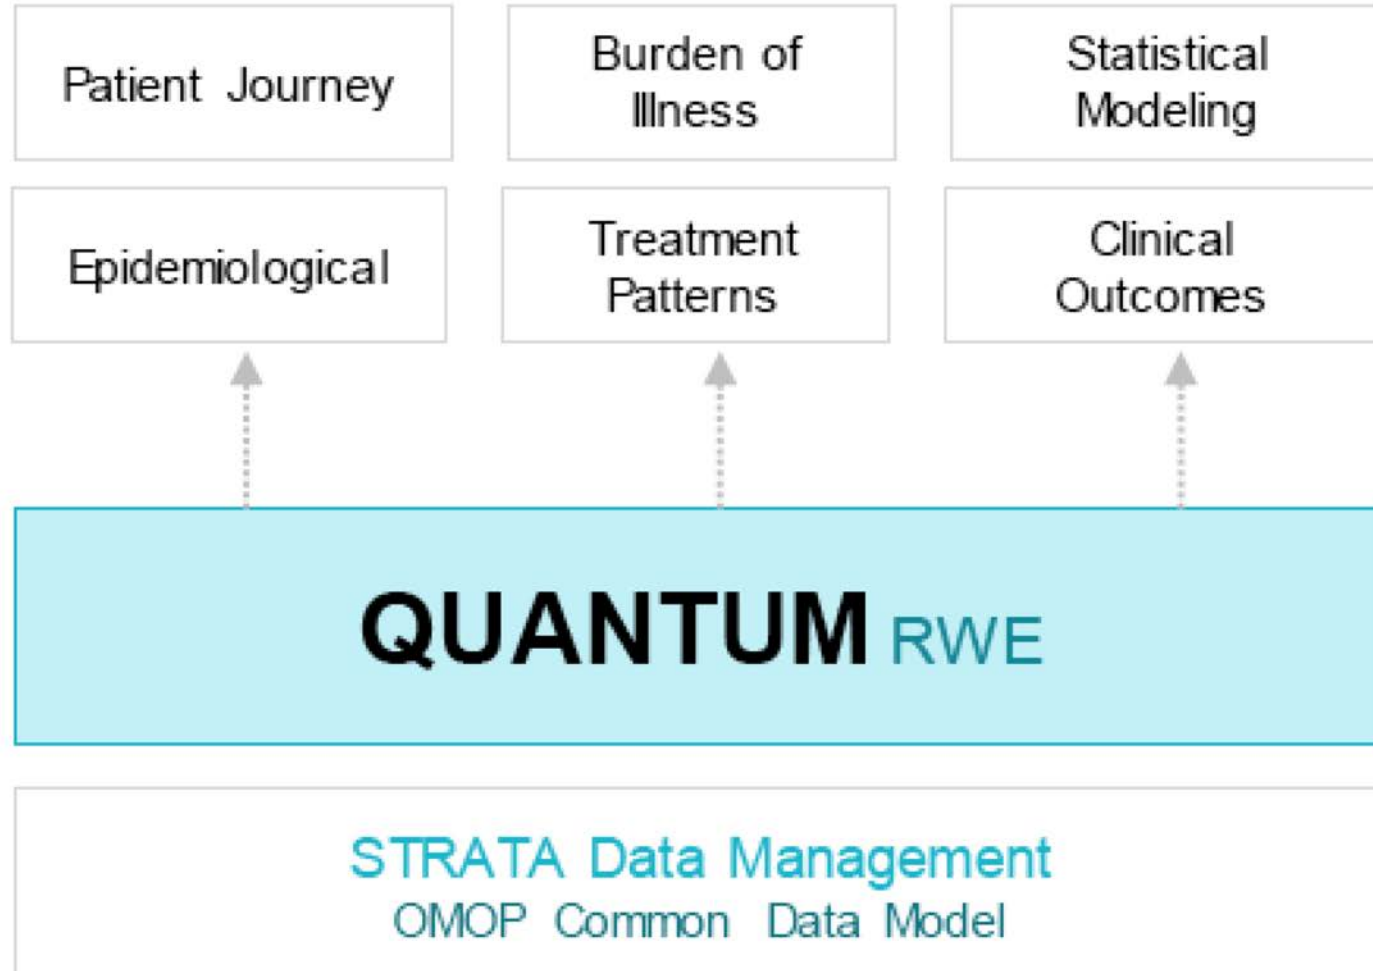 Patient Journey
Burden of
Illness
Statistical
Modeling
Epidemiological
Treatment
Patterns
Clinical
Outcomes
QUANTUM RWE
STRATA Data Management
OMOP Common Data Model